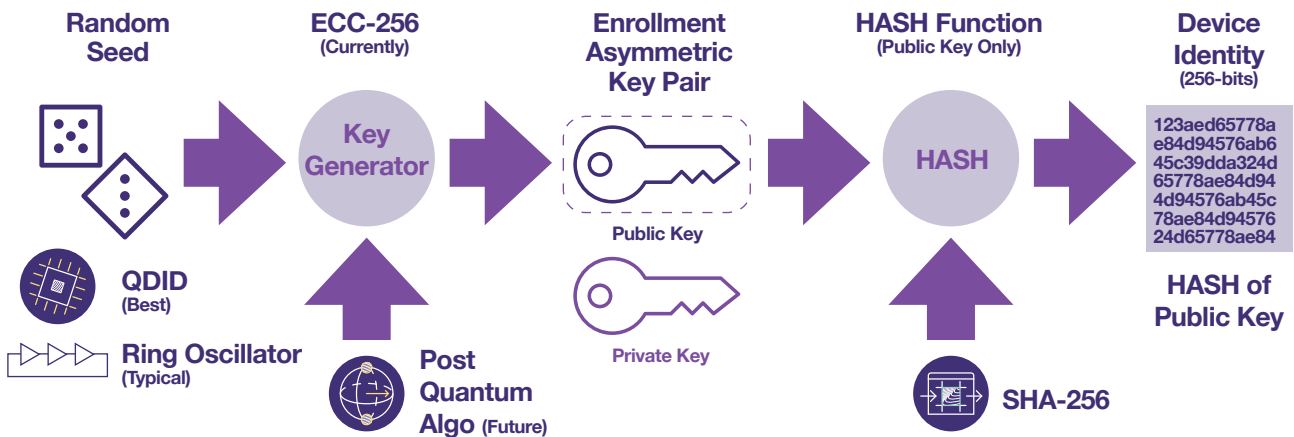 Random
Seed
ECC-256
(Currently)
Enrollment
Asymmetric
Key Pair
HASH Function
(Public Key Only)
Device
Identity
(256-bits)
Key
Generator
Public Key
Private Key
HASH
123aed65778a
e84d94576ab6
45c39dda324d
65778ae84d94
4d94576ab45c
78ae84d94576
24d65778ae84
HASH of
Public Key
QDID
(Best)
Ring Oscillator
(Typical)
Post
Quantum
Algo (Future)
SHA-256